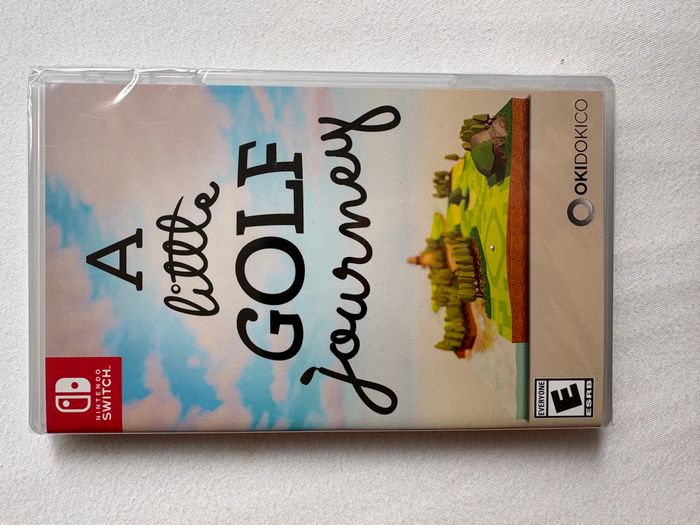 NINTENDO
SWITCH
A
little
GOLF
journey
EVERYONE
E
ESRB
OKIDOKICO